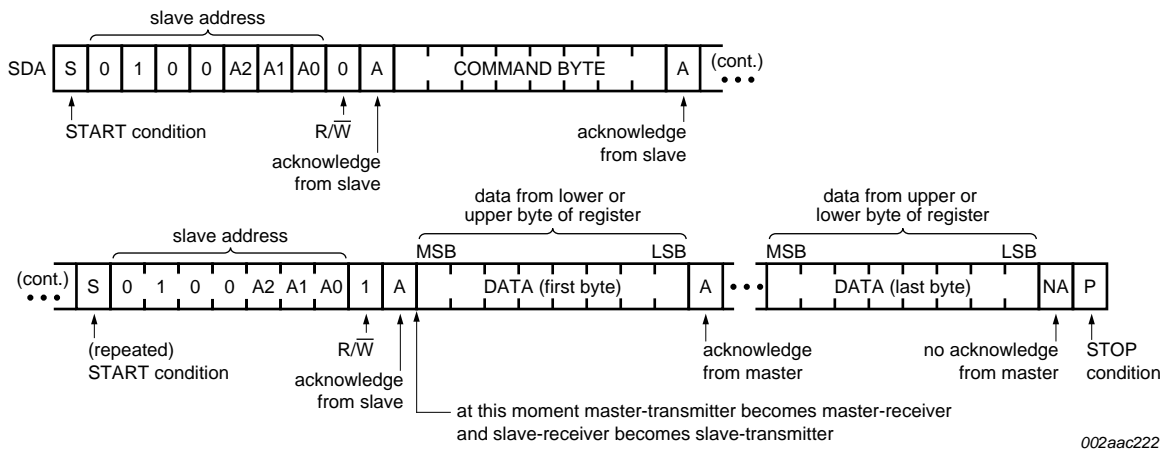 slave address
SDA S 0 1 0 0 A2 A1 A0 0 A COMMAND BYTE A (cont.)
START condition
R/W̅
acknowledge
from slave
acknowledge
from slave
data from lower or
upper byte of register
data from upper or
lower byte of register
slave address
MSB LSB MSB LSB
(cont.) S 0 1 0 0 A2 A1 A0 1 A DATA (first byte) A DATA (last byte) NA P
(repeated)
START condition
R/W̅
acknowledge
from slave
acknowledge
from master
no acknowledge
from master
STOP
condition
at this moment master-transmitter becomes master-receiver
and slave-receiver becomes slave-transmitter
002aac222